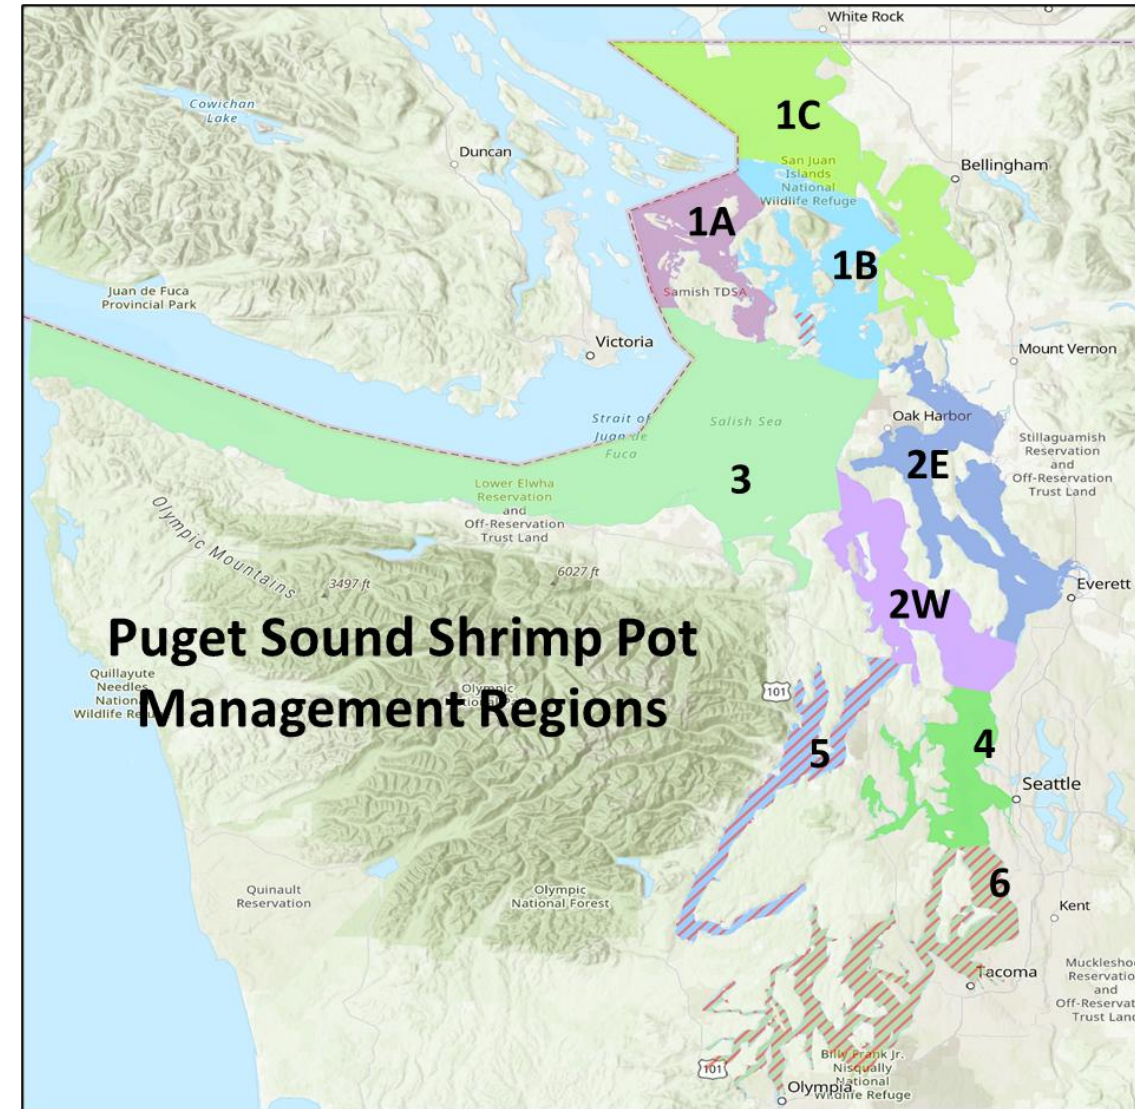 White Rock
Cowichan
Lake
1C
Duncan
San Juan
Islands
National
Wildlife Refuge
Bellingham
1A
1B
Juan de Fuca
Provincial Park
Samish TDSA
Victoria
Mount Vernon
Strait of
Juan de
Fuca
Salish Sea
Oak Harbor
Stillaguamish
Reservation
and
Off-Reservation
Trust Land
2E
3
Lower Elwha
Reservation
and
Off-Reservation
Trust Land
Olympic Mountains
3497 ft
6027 ft
Everett
2W
Puget Sound Shrimp Pot
Management Regions
Quillayute
Needles
National
Wildlife Refu
Olympic
101
5
4
Seattle
Quinault
Reservation
Olympic
National Forest
6
Kent
Tacoma
Mucklesho
Reservatio
and
Off-Reservat
Trust Land
Billy Frank Jr.
Nisqually
National
Wildlife Refuge
101
Olympia